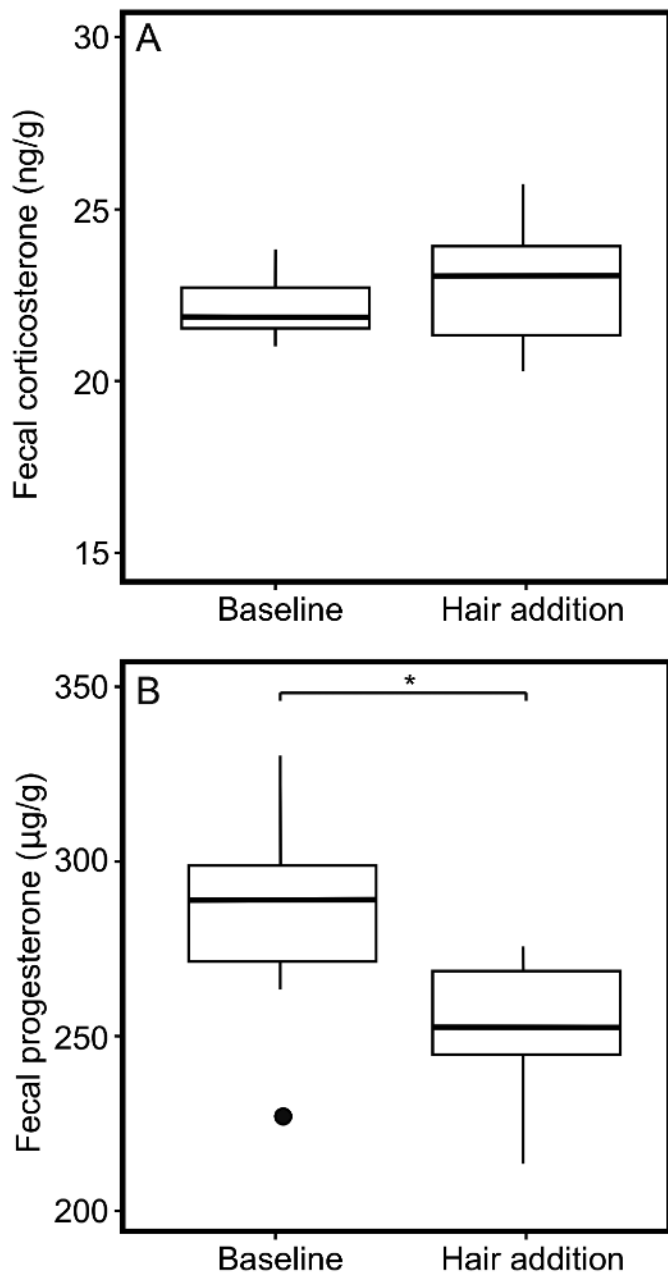 A
Fecal corticosterone (ng/g)
30
25
20
15
Baseline Hair addition
B
*
Fecal progesterone (µg/g)
350
300
250
200
Baseline Hair addition